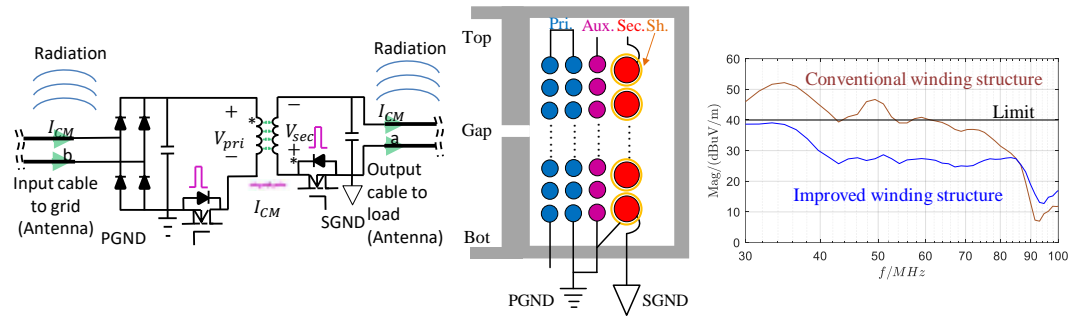 Radiation
Radiation
I_CM
I_CM
b
a
+
V_pri
−
*
−
V_sec
+
*
Input cable
to grid
(Antenna)
PGND
I_CM
SGND
Output
cable to
load
(Antenna)
Pri.
Aux.
Sec.
Sh.
Top
Gap
Bot
PGND
SGND
60
50
40
30
20
10
0
Mag/(dBuV/m)
Conventional winding structure
Limit
Improved winding structure
30
40
50
60
70
80
90
100
f/MHz